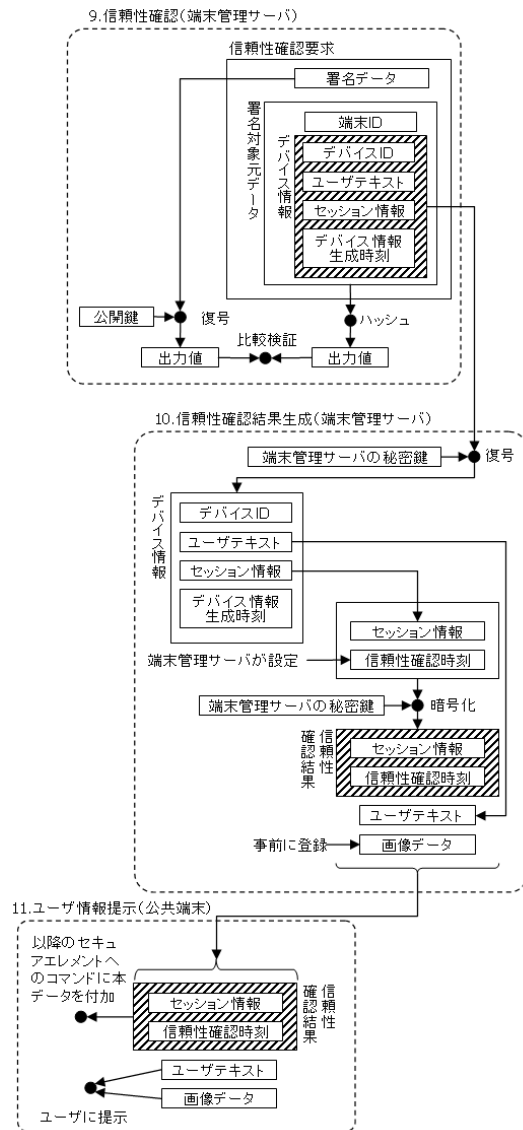 9.信頼性確認(端末管理サーバ)
信頼性確認要求
署名データ
署名対象元データ
端末ID
デバイス情報
デバイスID
ユーザテキスト
セッション情報
デバイス情報
生成時刻
公開鍵
復号
ハッシュ
比較検証
出力値
出力値
10.信頼性確認結果生成(端末管理サーバ)
端末管理サーバの秘密鍵
復号
デバイス情報
デバイスID
ユーザテキスト
セッション情報
デバイス情報
生成時刻
セッション情報
端末管理サーバが設定
信頼性確認時刻
端末管理サーバの秘密鍵
暗号化
信頼性
確認結果
セッション情報
信頼性確認時刻
ユーザテキスト
事前に登録
画像データ
11.ユーザ情報提示(公共端末)
以降のセキュ
アエレメントへ
のコマンドに本
データを付加
セッション情報
信頼性確認時刻
信頼性
確認結果
ユーザテキスト
画像データ
ユーザに提示